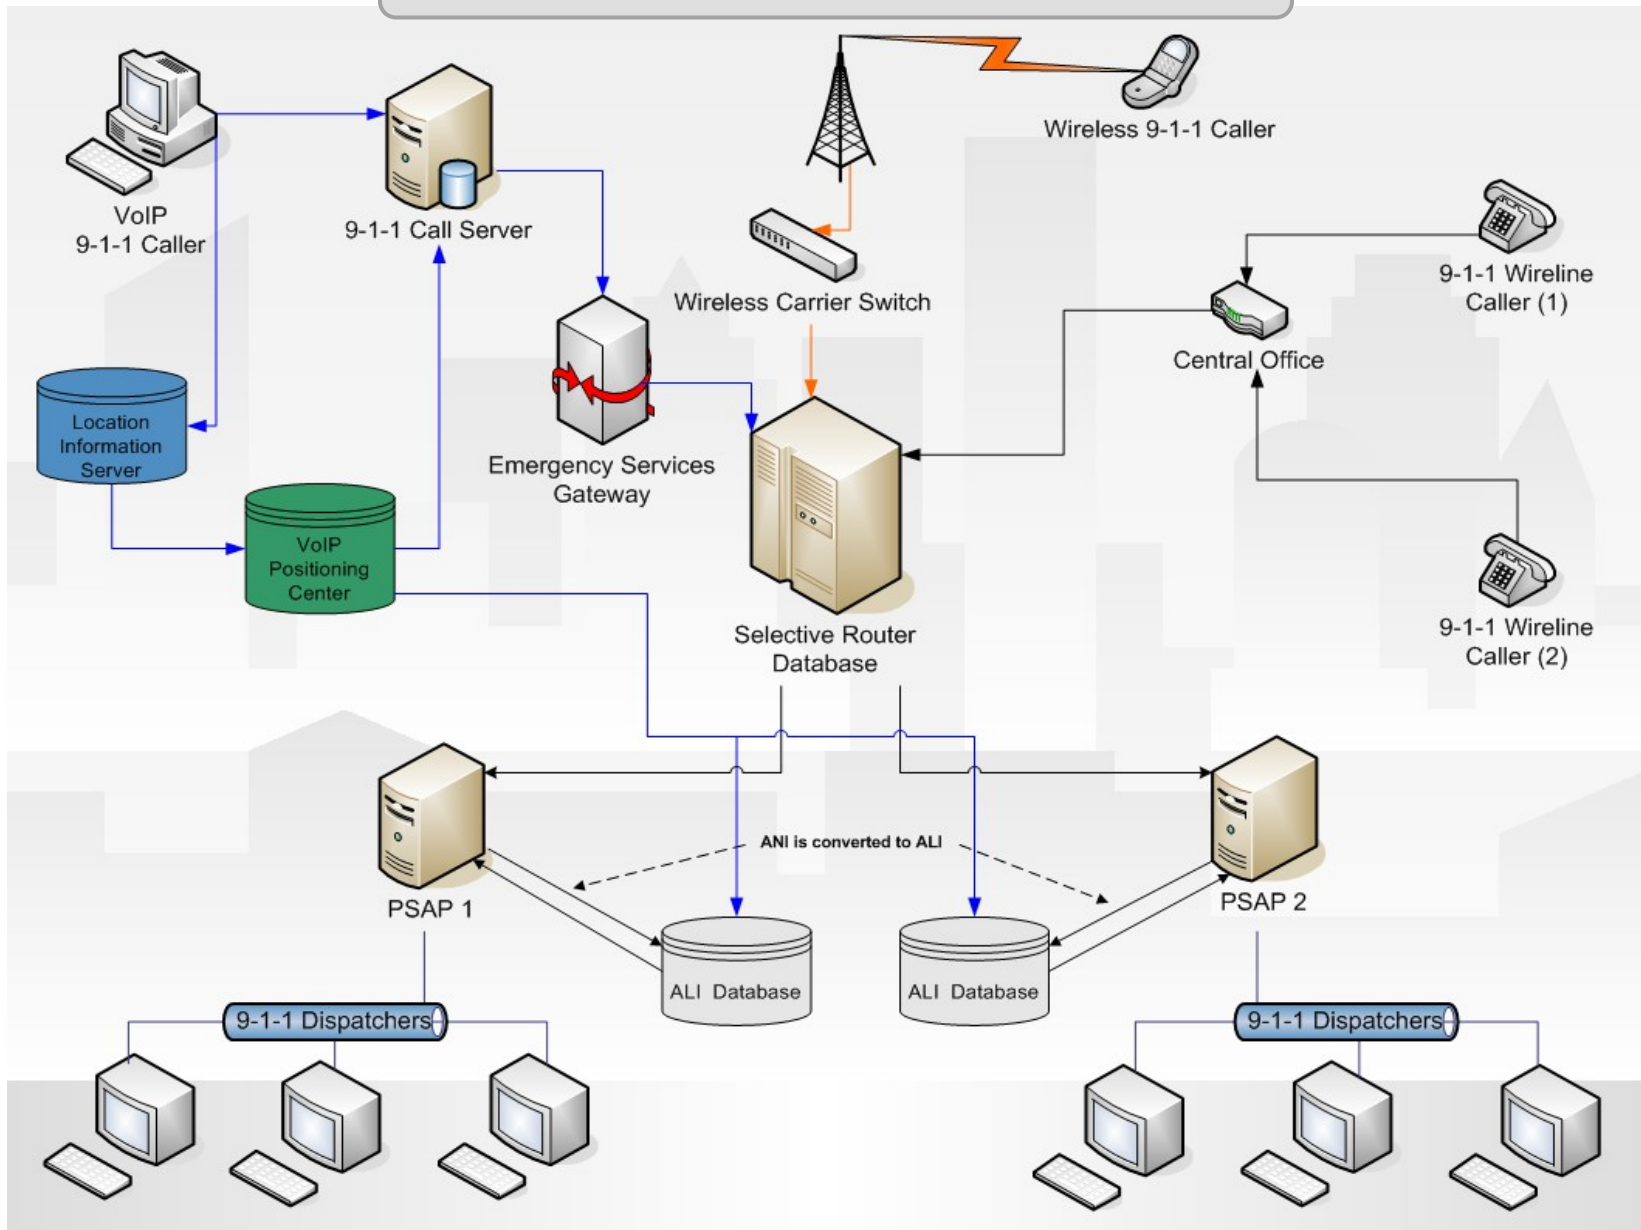 Wireless 9-1-1 Caller
VoIP
9-1-1 Caller
9-1-1 Call Server
9-1-1 Wireline
Caller (1)
Wireless Carrier Switch
Central Office
Location
Information
Server
Emergency Services
Gateway
VoIP
Positioning
Center
Selective Router
Database
9-1-1 Wireline
Caller (2)
ANI is converted to ALI
PSAP 1
PSAP 2
ALI Database
ALI Database
9-1-1 Dispatchers
9-1-1 Dispatchers